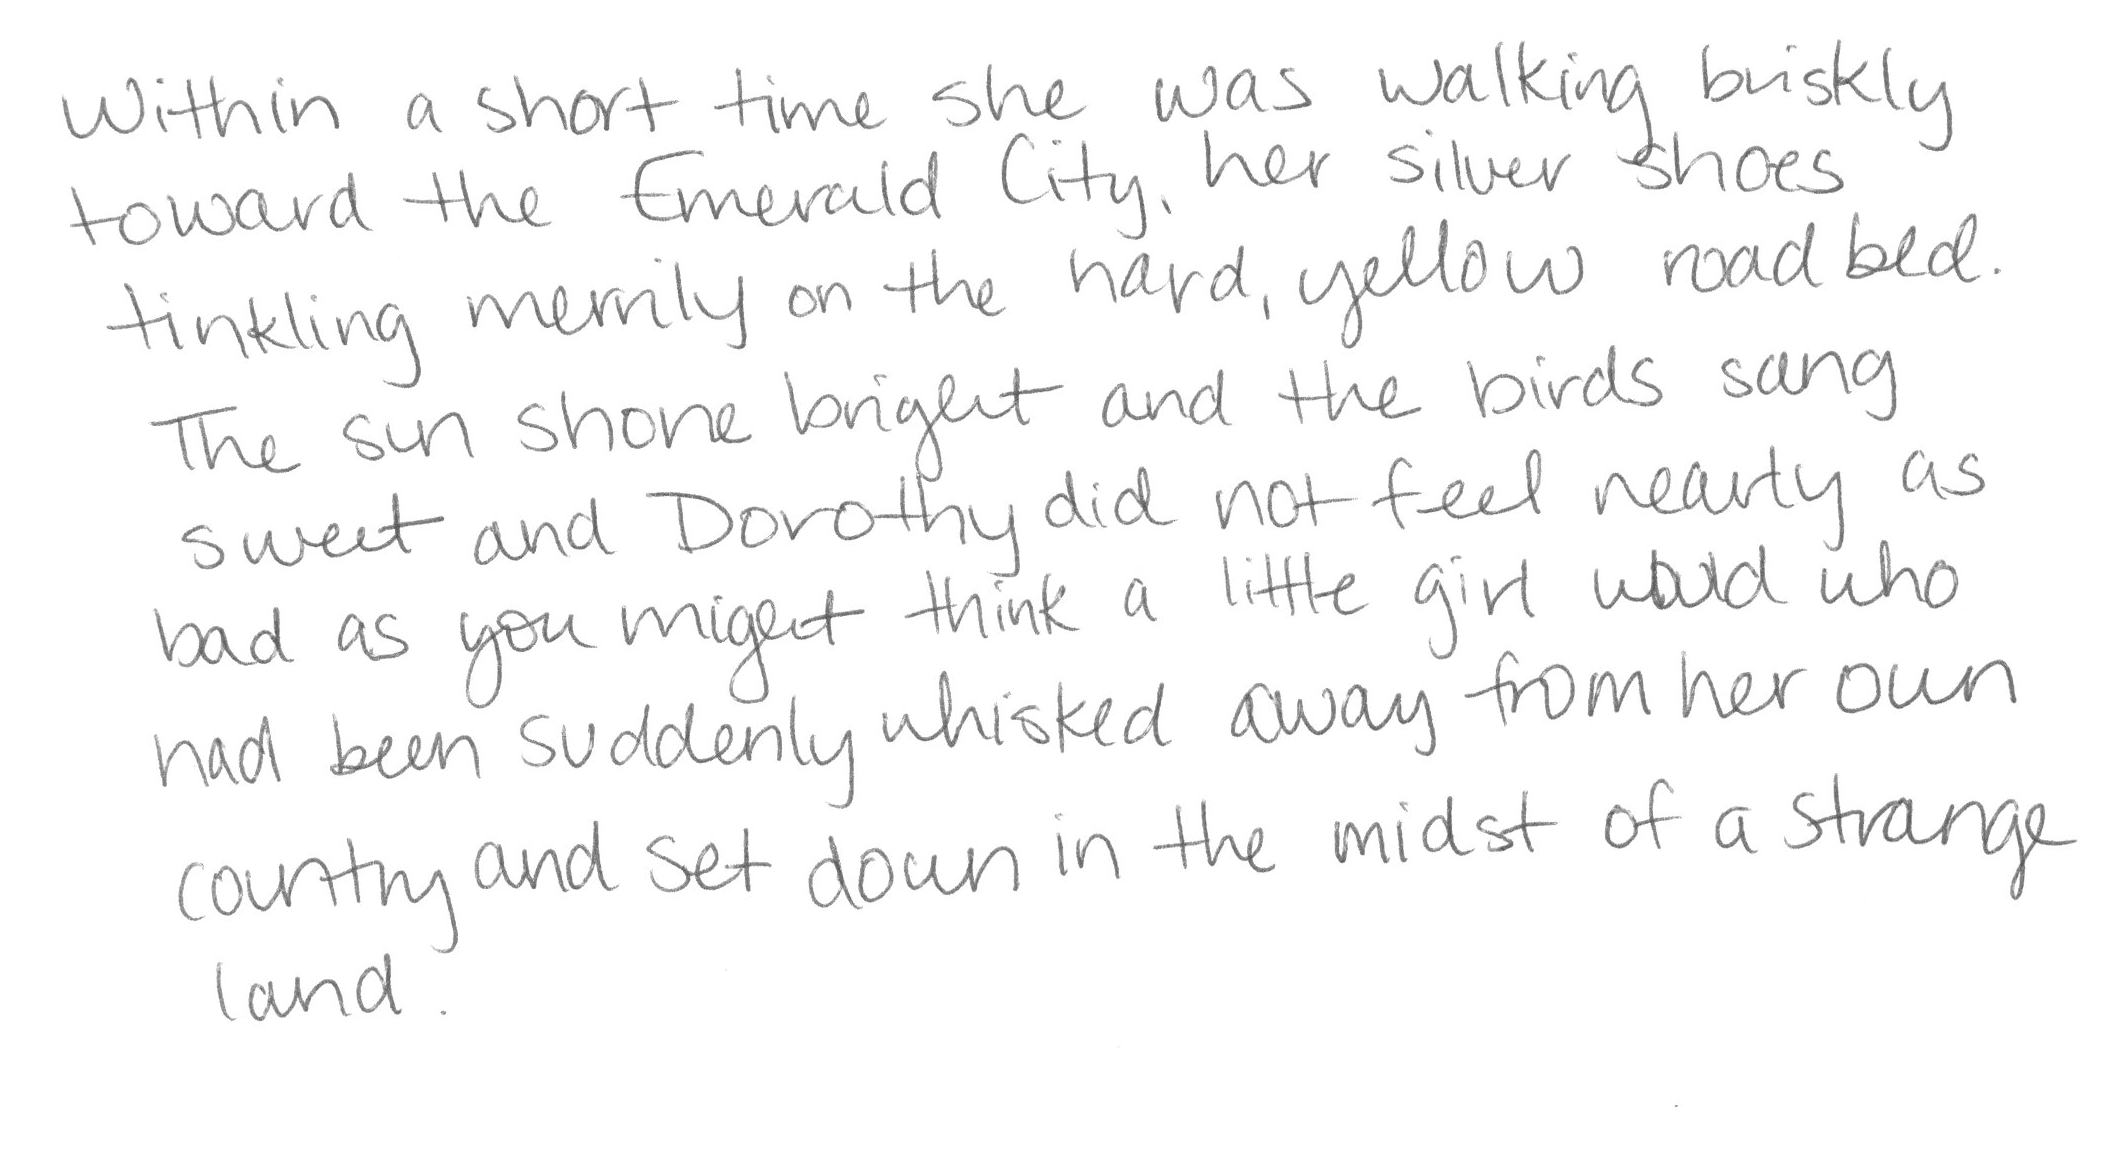 Within a short time she was walking briskly
toward the Emerald City, her silver shoes
tinkling merrily on the hard, yellow road bed.
The sun shone bright and the birds sang
sweet and Dorothy did not feel nearly as
bad as you might think a little girl would who
had been suddenly whisked away from her own
country and set down in the midst of a strange
land.